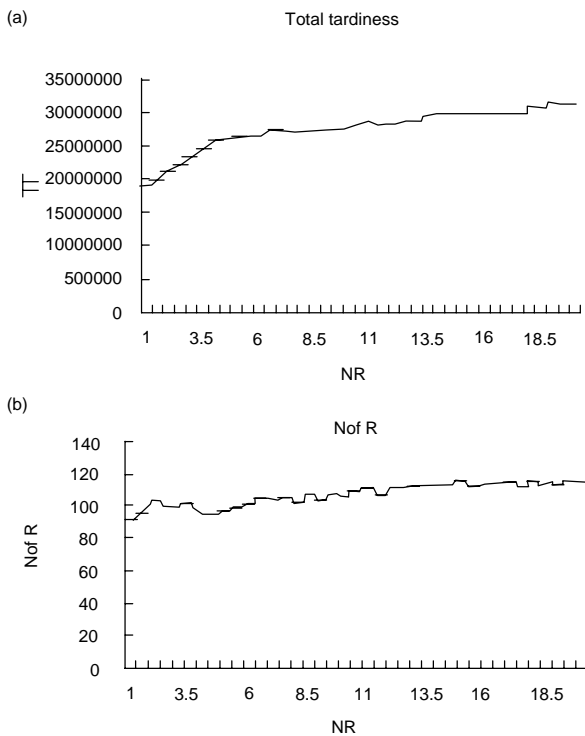 (a)
Total tardiness
35000000
30000000
25000000
20000000
15000000
10000000
500000
0
TT
1 3.5 6 8.5 11 13.5 16 18.5
NR
(b)
Nof R
140
120
100
80
60
40
20
0
Nof R
1 3.5 6 8.5 11 13.5 16 18.5
NR